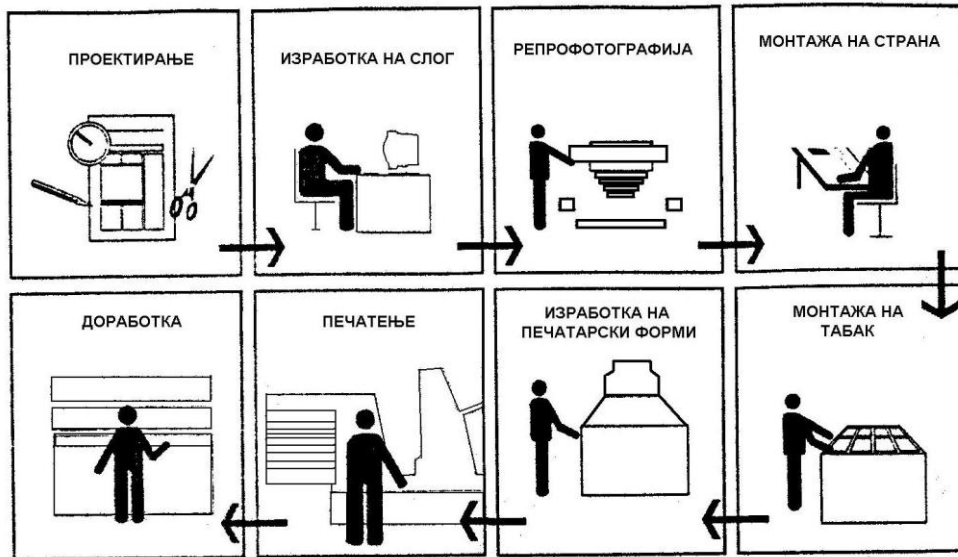 ПРОЕКТИРАЊЕ
ИЗРАБОТКА НА СЛОГ
РЕПРОФОТОГРАФИЈА
МОНТАЖА НА СТРАНА
МОНТАЖА НА
ТАБАК
ИЗРАБОТКА НА
ПЕЧАТАРСКИ ФОРМИ
ПЕЧАТЕЊЕ
ДОРАБОТКА